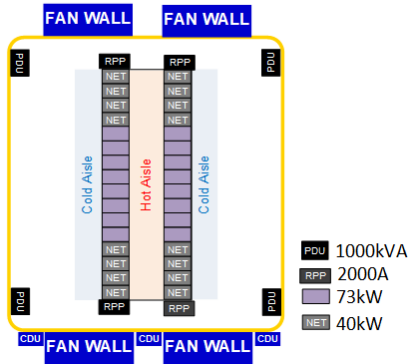 FAN WALL FAN WALL
PDU PDU
RPP RPP
NET NET
NET NET
NET NET
NET NET
Cold Aisle Hot Aisle Cold Aisle
NET NET
NET NET
NET NET
NET NET
PDU PDU
RPP RPP
CDU CDU CDU
FAN WALL FAN WALL
PDU 1000kVA
RPP 2000A
73kW
NET 40kW